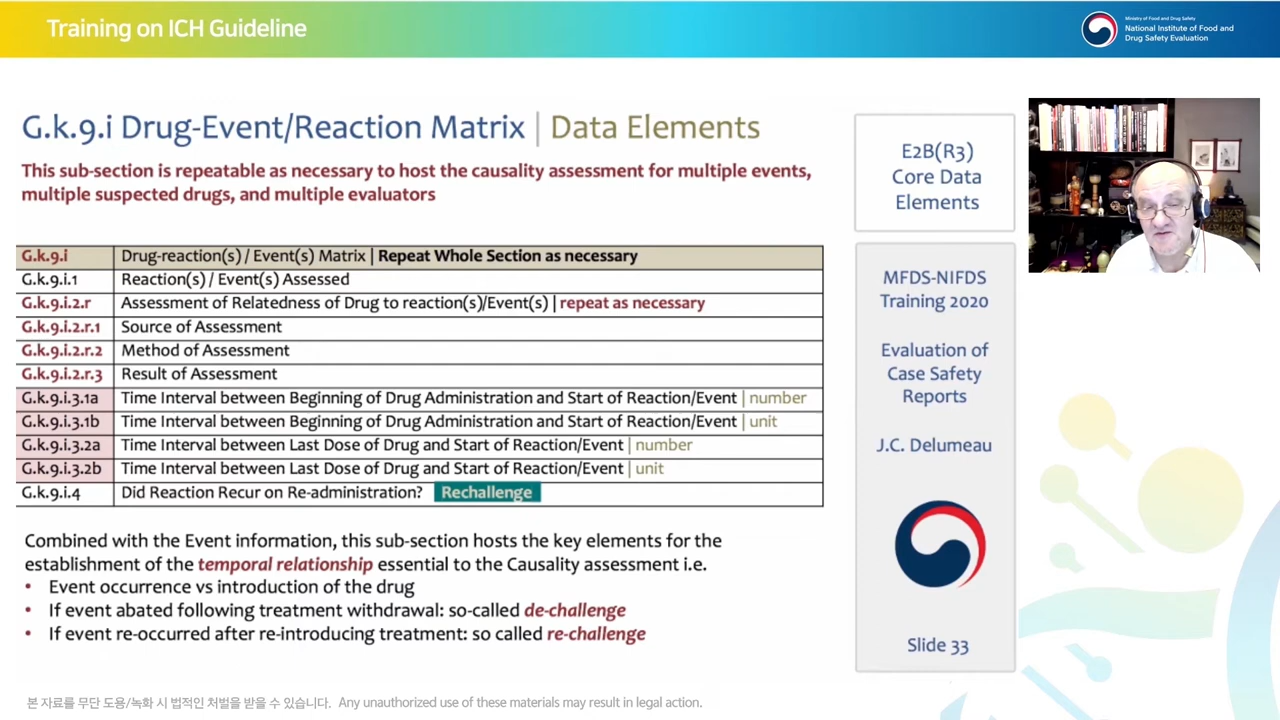 Training on ICH Guideline
Ministry of Food and Drug Safety
National Institute of Food and
Drug Safety Evaluation
G.k.9.i Drug-Event/Reaction Matrix | Data Elements
This sub-section is repeatable as necessary to host the causality assessment for multiple events,
multiple suspected drugs, and multiple evaluators
G.k.9.i Drug-reaction(s) / Event(s) Matrix | Repeat Whole Section as necessary
G.k.9.i.1 Reaction(s) / Event(s) Assessed
G.k.9.i.2.r Assessment of Relatedness of Drug to reaction(s)/Event(s) | repeat as necessary
G.k.9.i.2.r.1 Source of Assessment
G.k.9.i.2.r.2 Method of Assessment
G.k.9.i.2.r.3 Result of Assessment
G.k.9.i.3.1a Time Interval between Beginning of Drug Administration and Start of Reaction/Event | number
G.k.9.i.3.1b Time Interval between Beginning of Drug Administration and Start of Reaction/Event | unit
G.k.9.i.3.2a Time Interval between Last Dose of Drug and Start of Reaction/Event | number
G.k.9.i.3.2b Time Interval between Last Dose of Drug and Start of Reaction/Event | unit
G.k.9.i.4 Did Reaction Recur on Re-administration? Rechallenge
Combined with the Event information, this sub-section hosts the key elements for the
establishment of the temporal relationship essential to the Causality assessment i.e.
• Event occurrence vs introduction of the drug
• If event abated following treatment withdrawal: so-called de-challenge
• If event re-occurred after re-introducing treatment: so called re-challenge
E2B(R3)
Core Data
Elements
MFDS-NIFDS
Training 2020
Evaluation of
Case Safety
Reports
J.C. Delumeau
Slide 33
본 자료를 무단 도용/녹화 시 법적인 처벌을 받을 수 있습니다. Any unauthorized use of these materials may result in legal action.